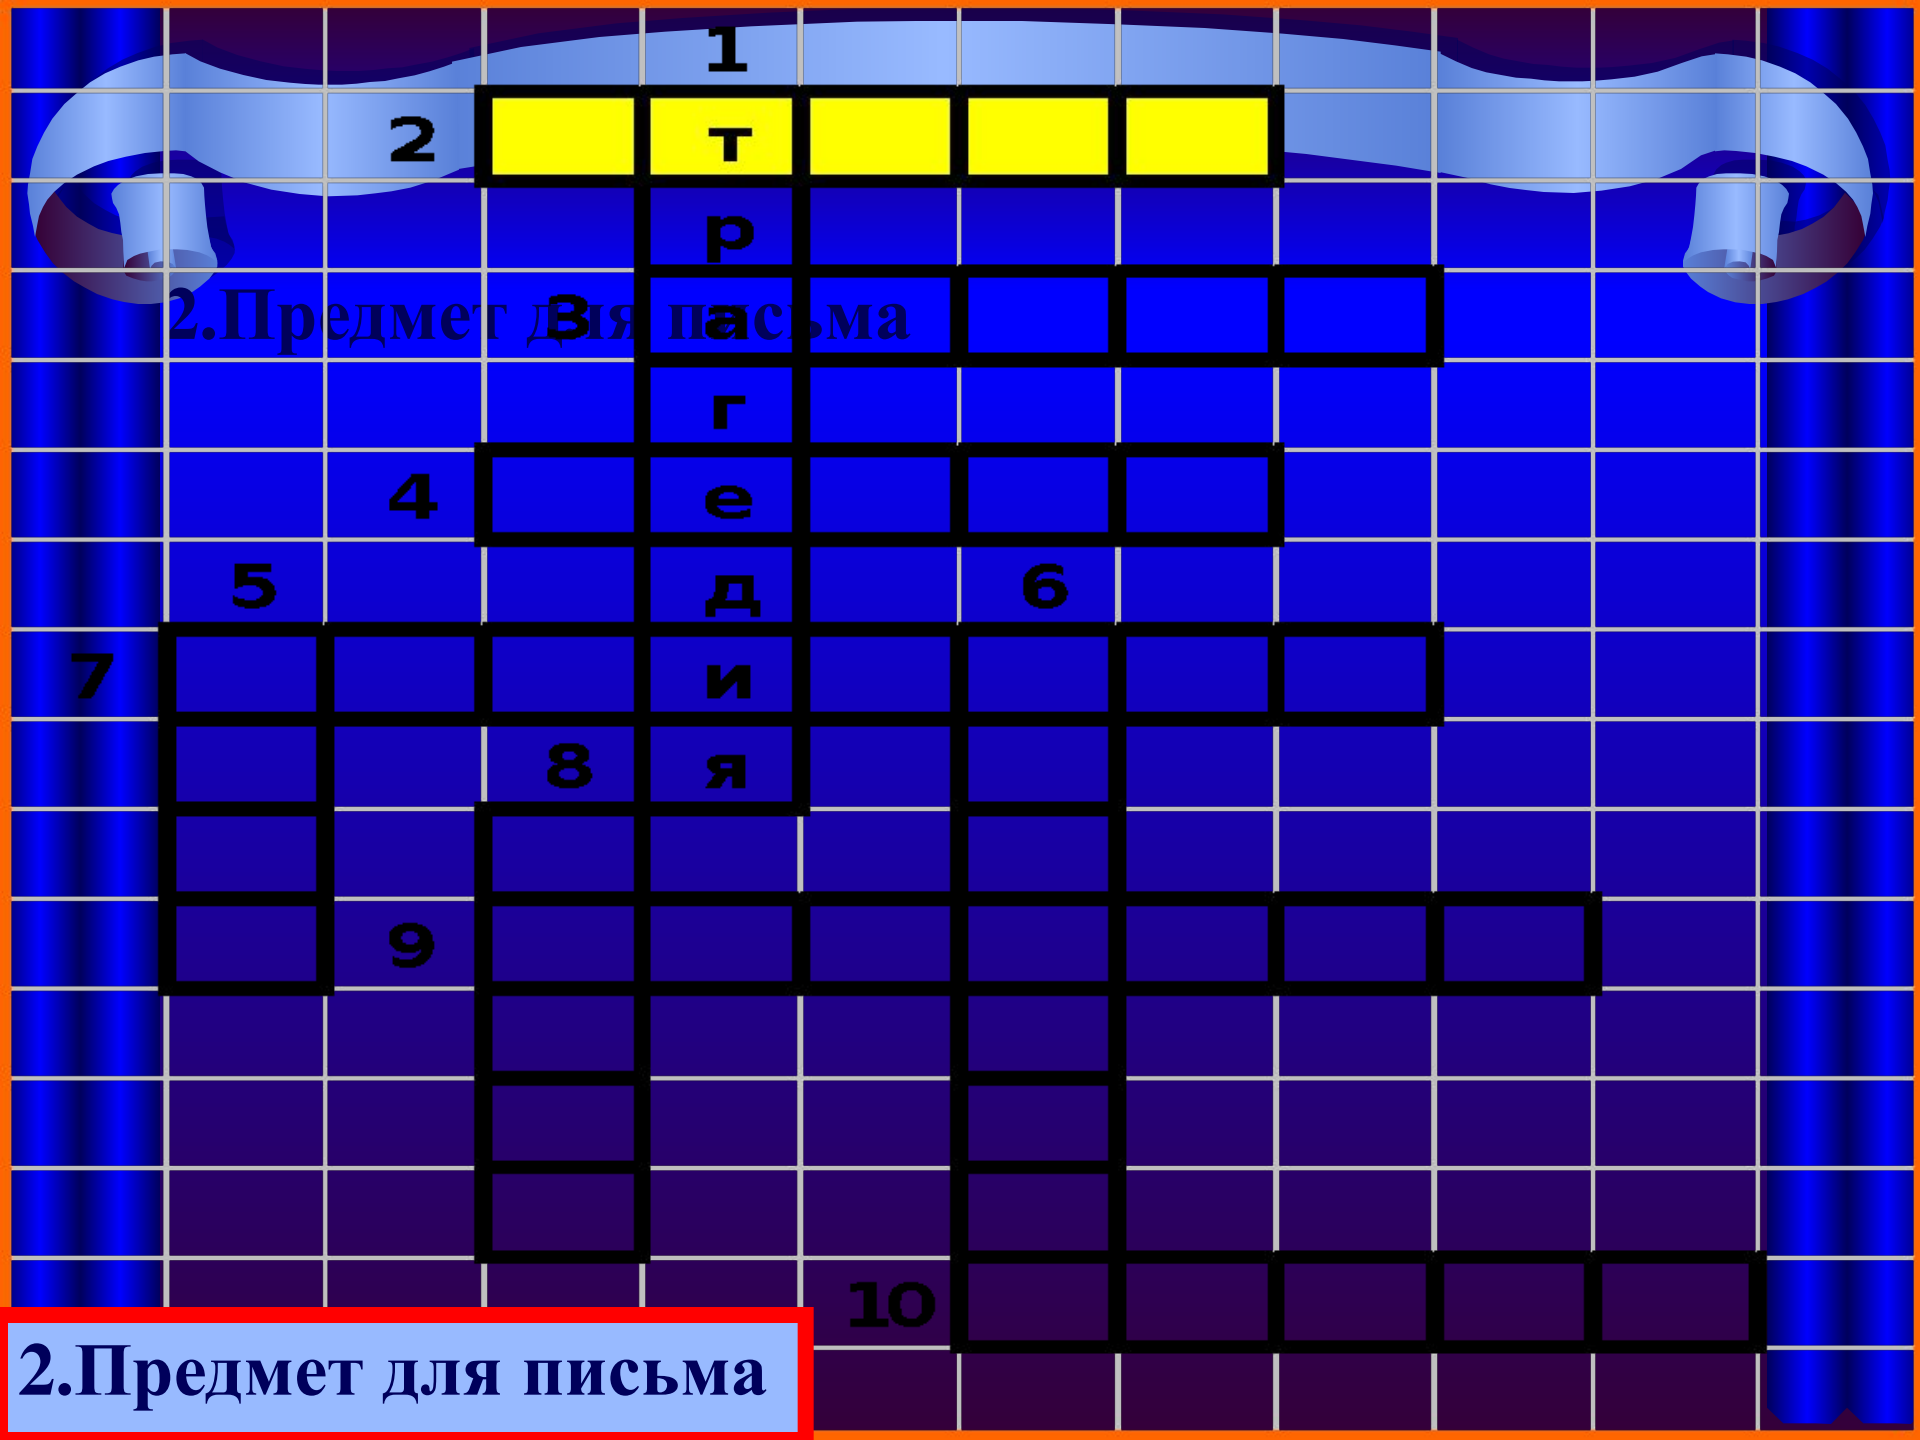 1
2 т
р
2.Предмет для письма
3 а
г
4 е
5 д 6
7 и
8 я
9
10
2.Предмет для письма